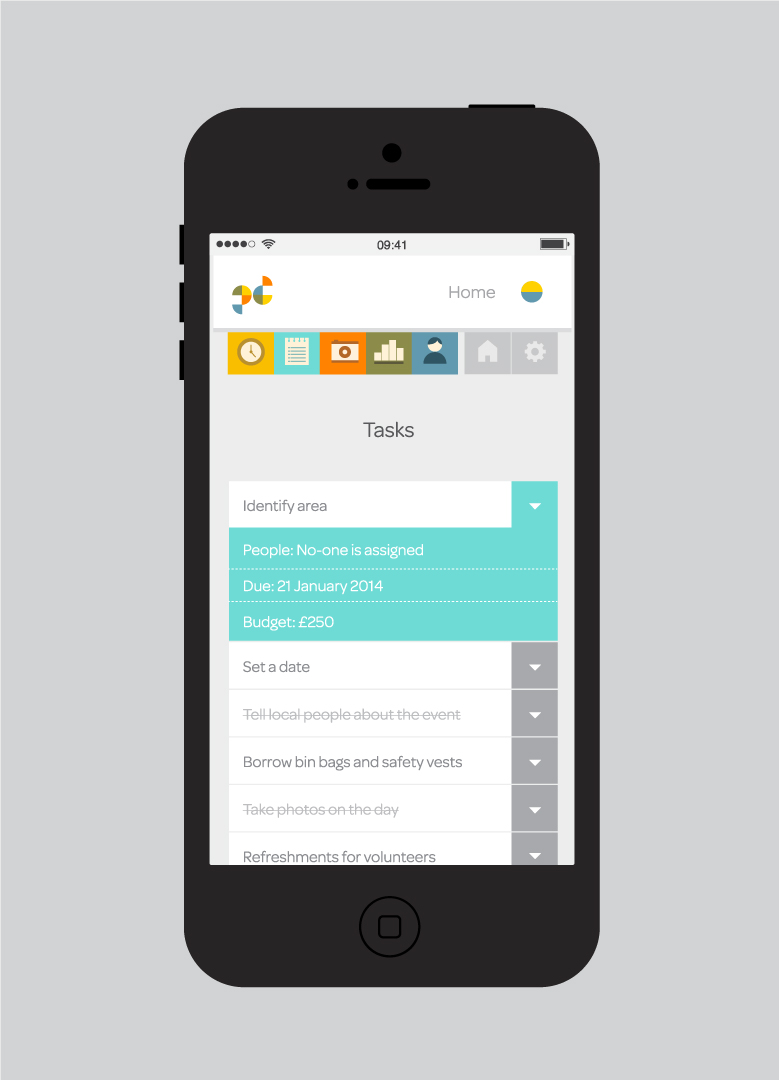 09:41
Home
Tasks
Identify area
People: No-one is assigned
Due: 21 January 2014
Budget: £250
Set a date
Tell local people about the event
Borrow bin bags and safety vests
Take photos on the day
Refreshments for volunteers